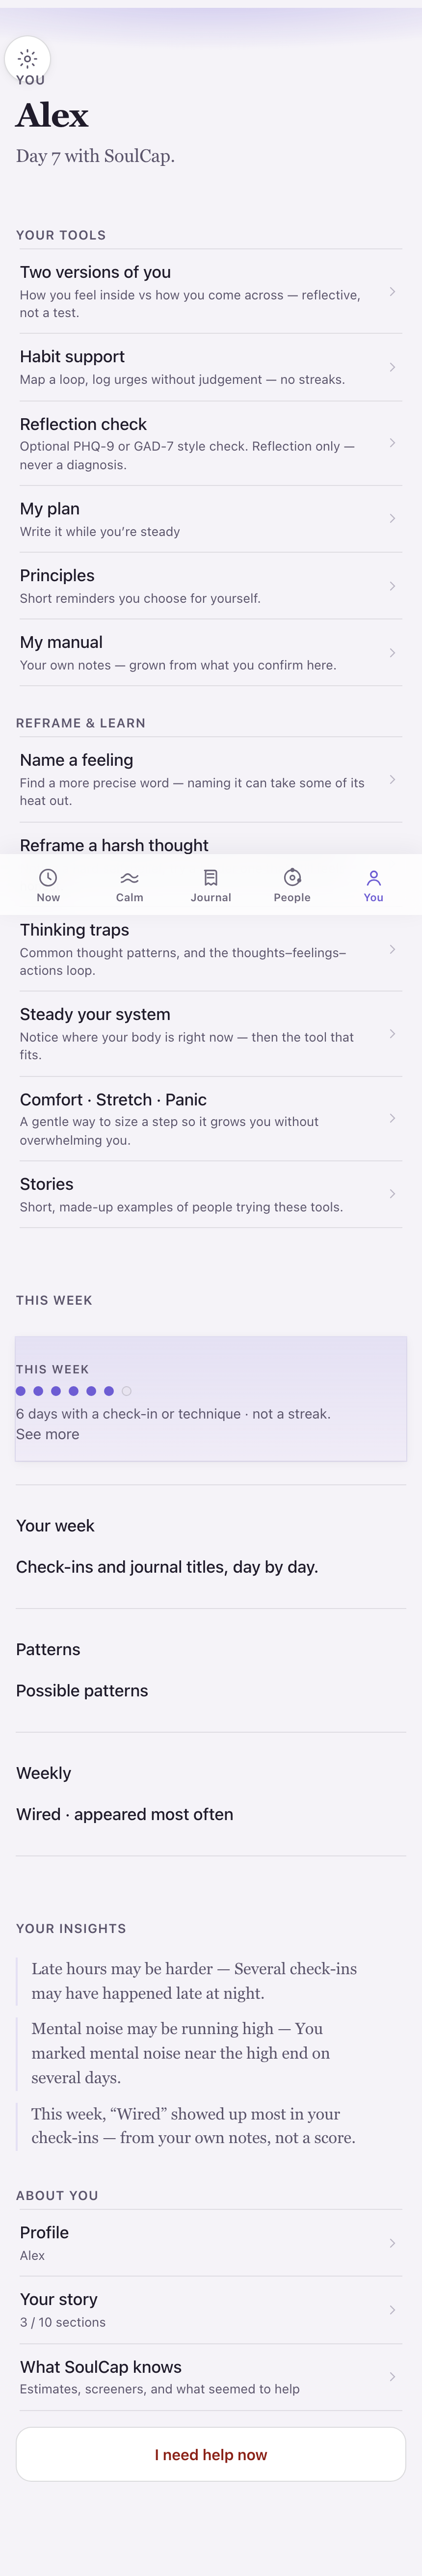 YOU
Alex
Day 7 with SoulCap.
YOUR TOOLS
Two versions of you
How you feel inside vs how you come across — reflective,
not a test.
Habit support
Map a loop, log urges without judgement — no streaks.
Reflection check
Optional PHQ-9 or GAD-7 style check. Reflection only —
never a diagnosis.
My plan
Write it while you’re steady
Principles
Short reminders you choose for yourself.
My manual
Your own notes — grown from what you confirm here.
REFRAME & LEARN
Name a feeling
Find a more precise word — naming it can take some of its
heat out.
Reframe a harsh thought
Now
Calm
Journal
People
You
Thinking traps
Common thought patterns, and the thoughts–feelings–
actions loop.
Steady your system
Notice where your body is right now — then the tool that
fits.
Comfort · Stretch · Panic
A gentle way to size a step so it grows you without
overwhelming you.
Stories
Short, made-up examples of people trying these tools.
THIS WEEK
THIS WEEK
6 days with a check-in or technique · not a streak.
See more
Your week
Check-ins and journal titles, day by day.
Patterns
Possible patterns
Weekly
Wired · appeared most often
YOUR INSIGHTS
Late hours may be harder — Several check-ins
may have happened late at night.
Mental noise may be running high — You
marked mental noise near the high end on
several days.
This week, “Wired” showed up most in your
check-ins — from your own notes, not a score.
ABOUT YOU
Profile
Alex
Your story
3 / 10 sections
What SoulCap knows
Estimates, screeners, and what seemed to help
I need help now